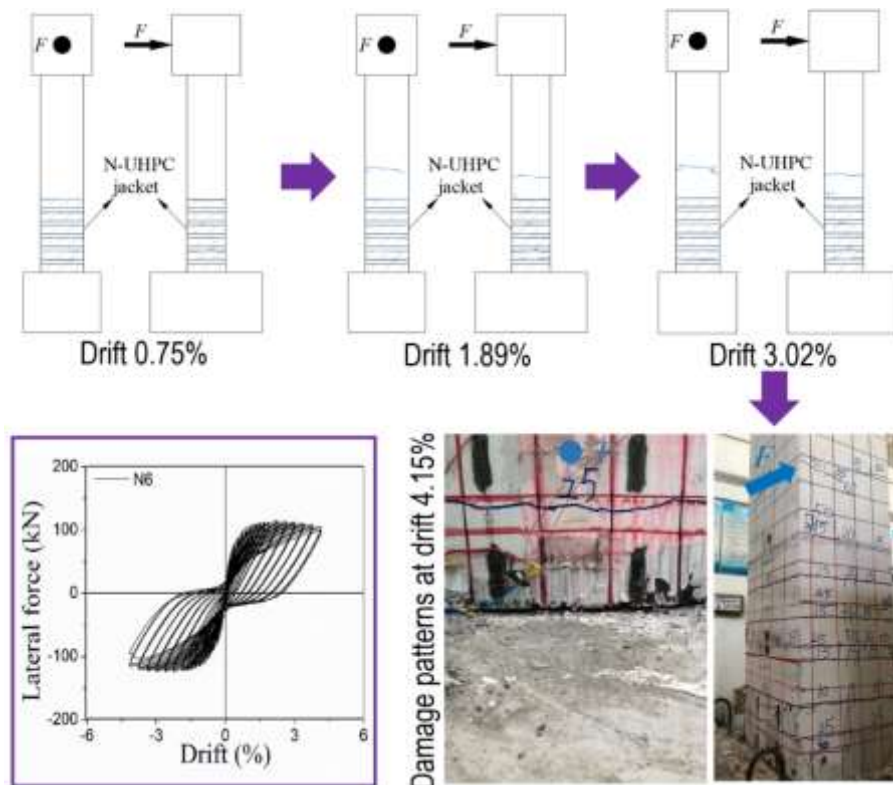 F
F
F
F
F
F
N-UHPC
jacket
N-UHPC
jacket
N-UHPC
jacket
Drift 0.75%
Drift 1.89%
Drift 3.02%
Damage patterns at drift 4.15%
200
100
0
-100
-200
Lateral force (kN)
N6
-6
-3
0
3
6
Drift (%)
+
25
F